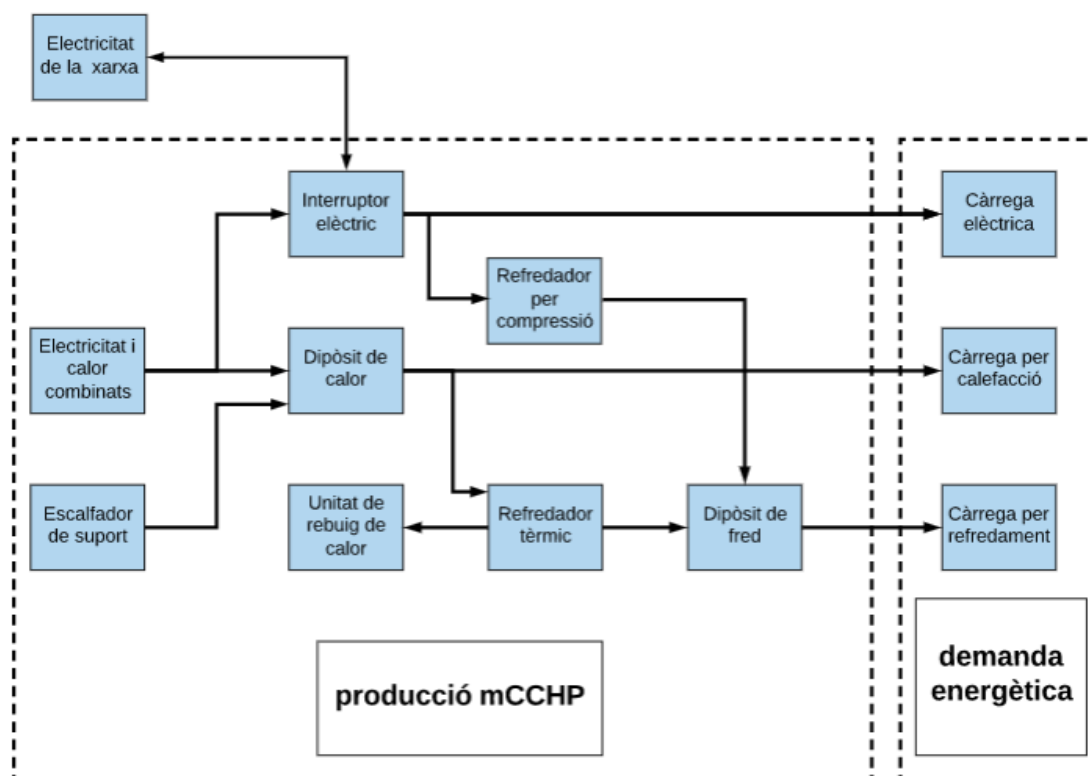 Electricitat
de la xarxa
Interruptor
elèctric
Càrrega
elèctrica
Refredador
per
compressió
Electricitat i
calor
combinats
Dipòsit de
calor
Càrrega per
calefacció
Escalfador
de suport
Unitat de
rebuig de
calor
Refredador
tèrmic
Dipòsit de
fred
Càrrega per
refredament
producció mCCHP
demanda
energètica